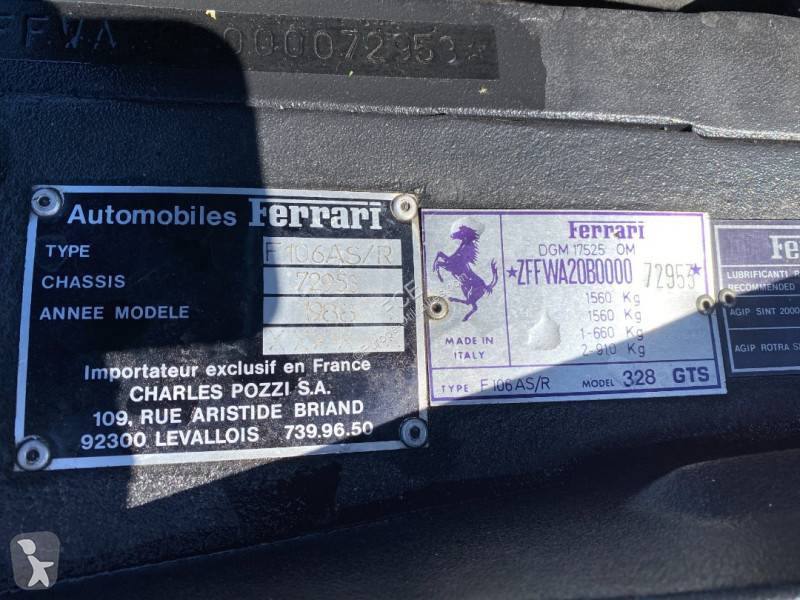 000072953*
Automobiles Ferrari
TYPE F106AS/R
CHASSIS 72953
ANNEE MODELE 1986
Importateur exclusif en France
CHARLES POZZI S.A.
109, RUE ARISTIDE BRIAND
92300 LEVALLOIS 739.96.50
Ferrari
DGM 17525 OM
*ZFFWA20B0000 72953*
1560 Kg
1560 Kg
1-660 Kg
2-910 Kg
MADE IN
ITALY
TYPE F106AS/R MODEL 328 GTS
LUBRIFICANTI
RECOMMENDED
AGIP SINT 2000
AGIP ROTRA